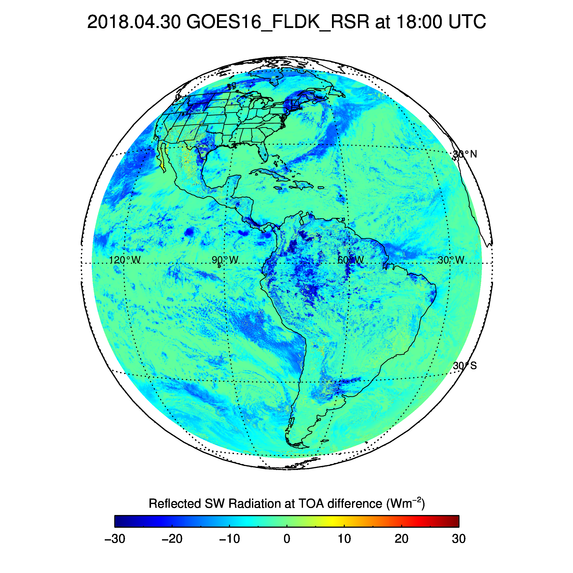 2018.04.30 GOES16_FLDK_RSR at 18:00 UTC
30°N
120°W 90°W 60°W 30°W
30°S
Reflected SW Radiation at TOA difference (Wm⁻²)
−30 −20 −10 0 10 20 30